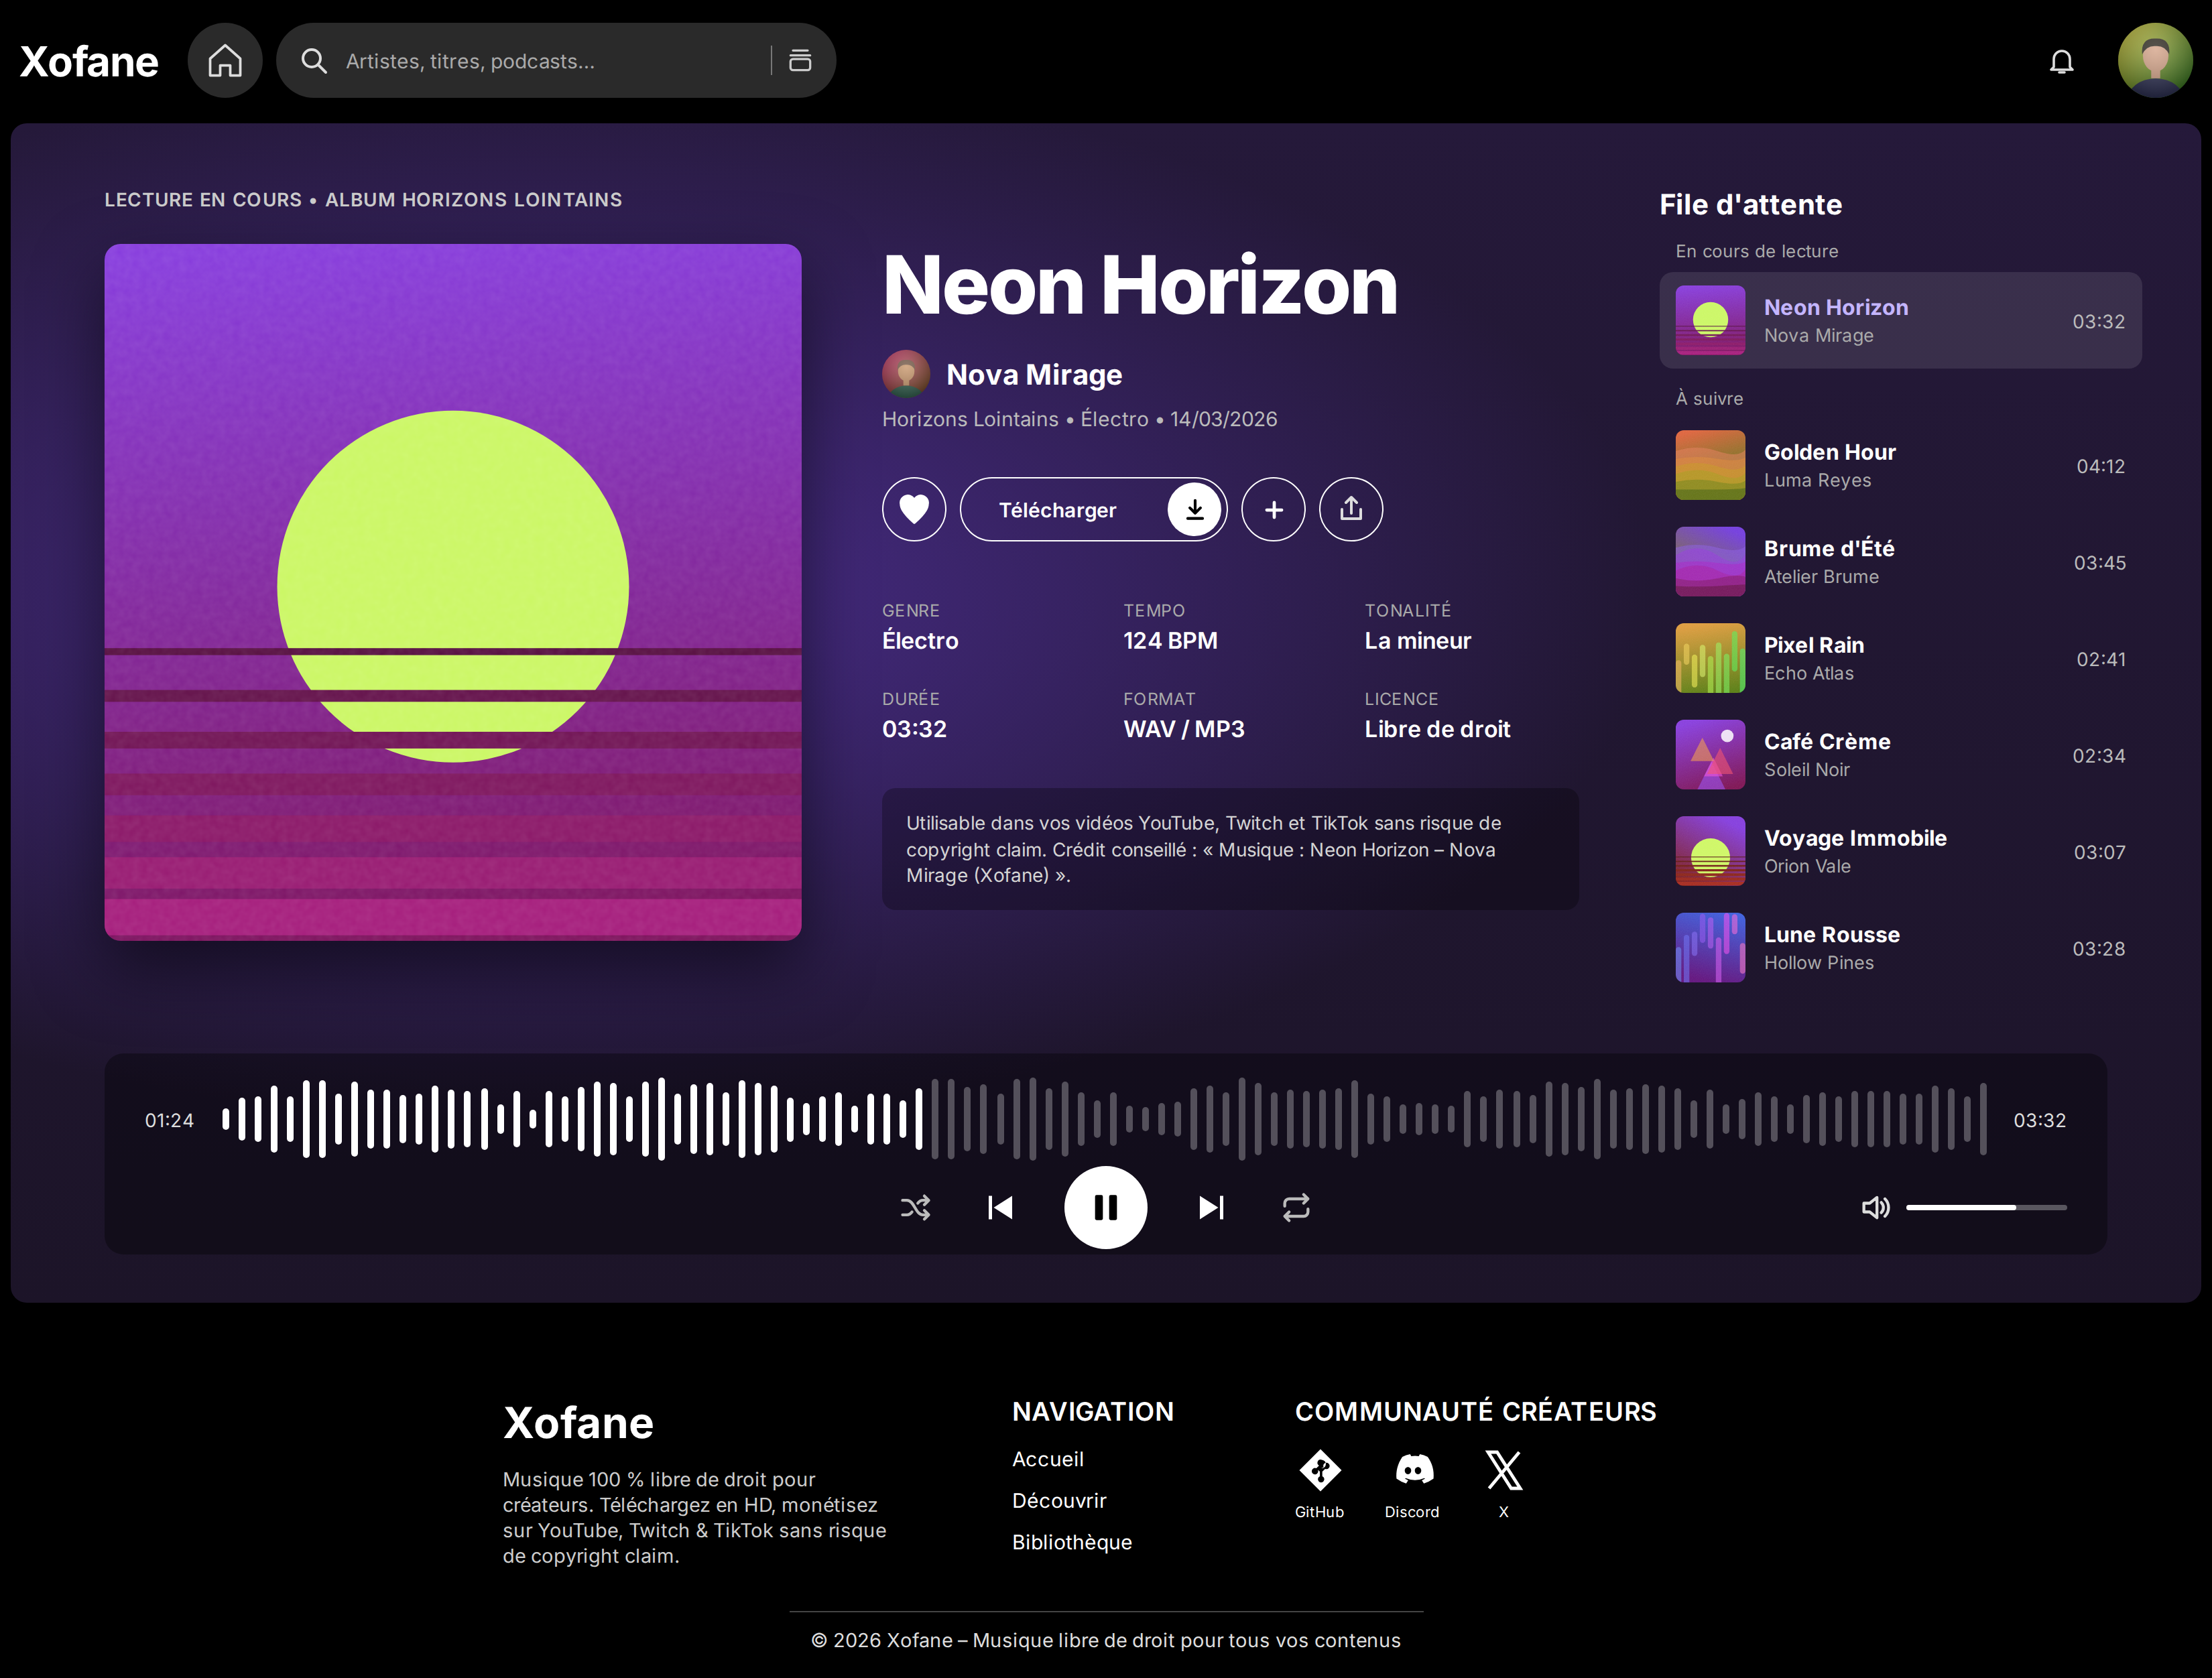 Xofane
Artistes, titres, podcasts...
LECTURE EN COURS • ALBUM HORIZONS LOINTAINS
Neon Horizon
Nova Mirage
Horizons Lointains • Électro • 14/03/2026
Télécharger
GENRE
Électro
TEMPO
124 BPM
TONALITÉ
La mineur
DURÉE
03:32
FORMAT
WAV / MP3
LICENCE
Libre de droit
Utilisable dans vos vidéos YouTube, Twitch et TikTok sans risque de
copyright claim. Crédit conseillé : « Musique : Neon Horizon – Nova
Mirage (Xofane) ».
File d'attente
En cours de lecture
Neon Horizon
Nova Mirage
03:32
À suivre
Golden Hour
Luma Reyes
04:12
Brume d'Été
Atelier Brume
03:45
Pixel Rain
Echo Atlas
02:41
Café Crème
Soleil Noir
02:34
Voyage Immobile
Orion Vale
03:07
Lune Rousse
Hollow Pines
03:28
01:24
03:32
Xofane
Musique 100 % libre de droit pour
créateurs. Téléchargez en HD, monétisez
sur YouTube, Twitch & TikTok sans risque
de copyright claim.
NAVIGATION
Accueil
Découvrir
Bibliothèque
COMMUNAUTÉ CRÉATEURS
GitHub
Discord
X
© 2026 Xofane – Musique libre de droit pour tous vos contenus